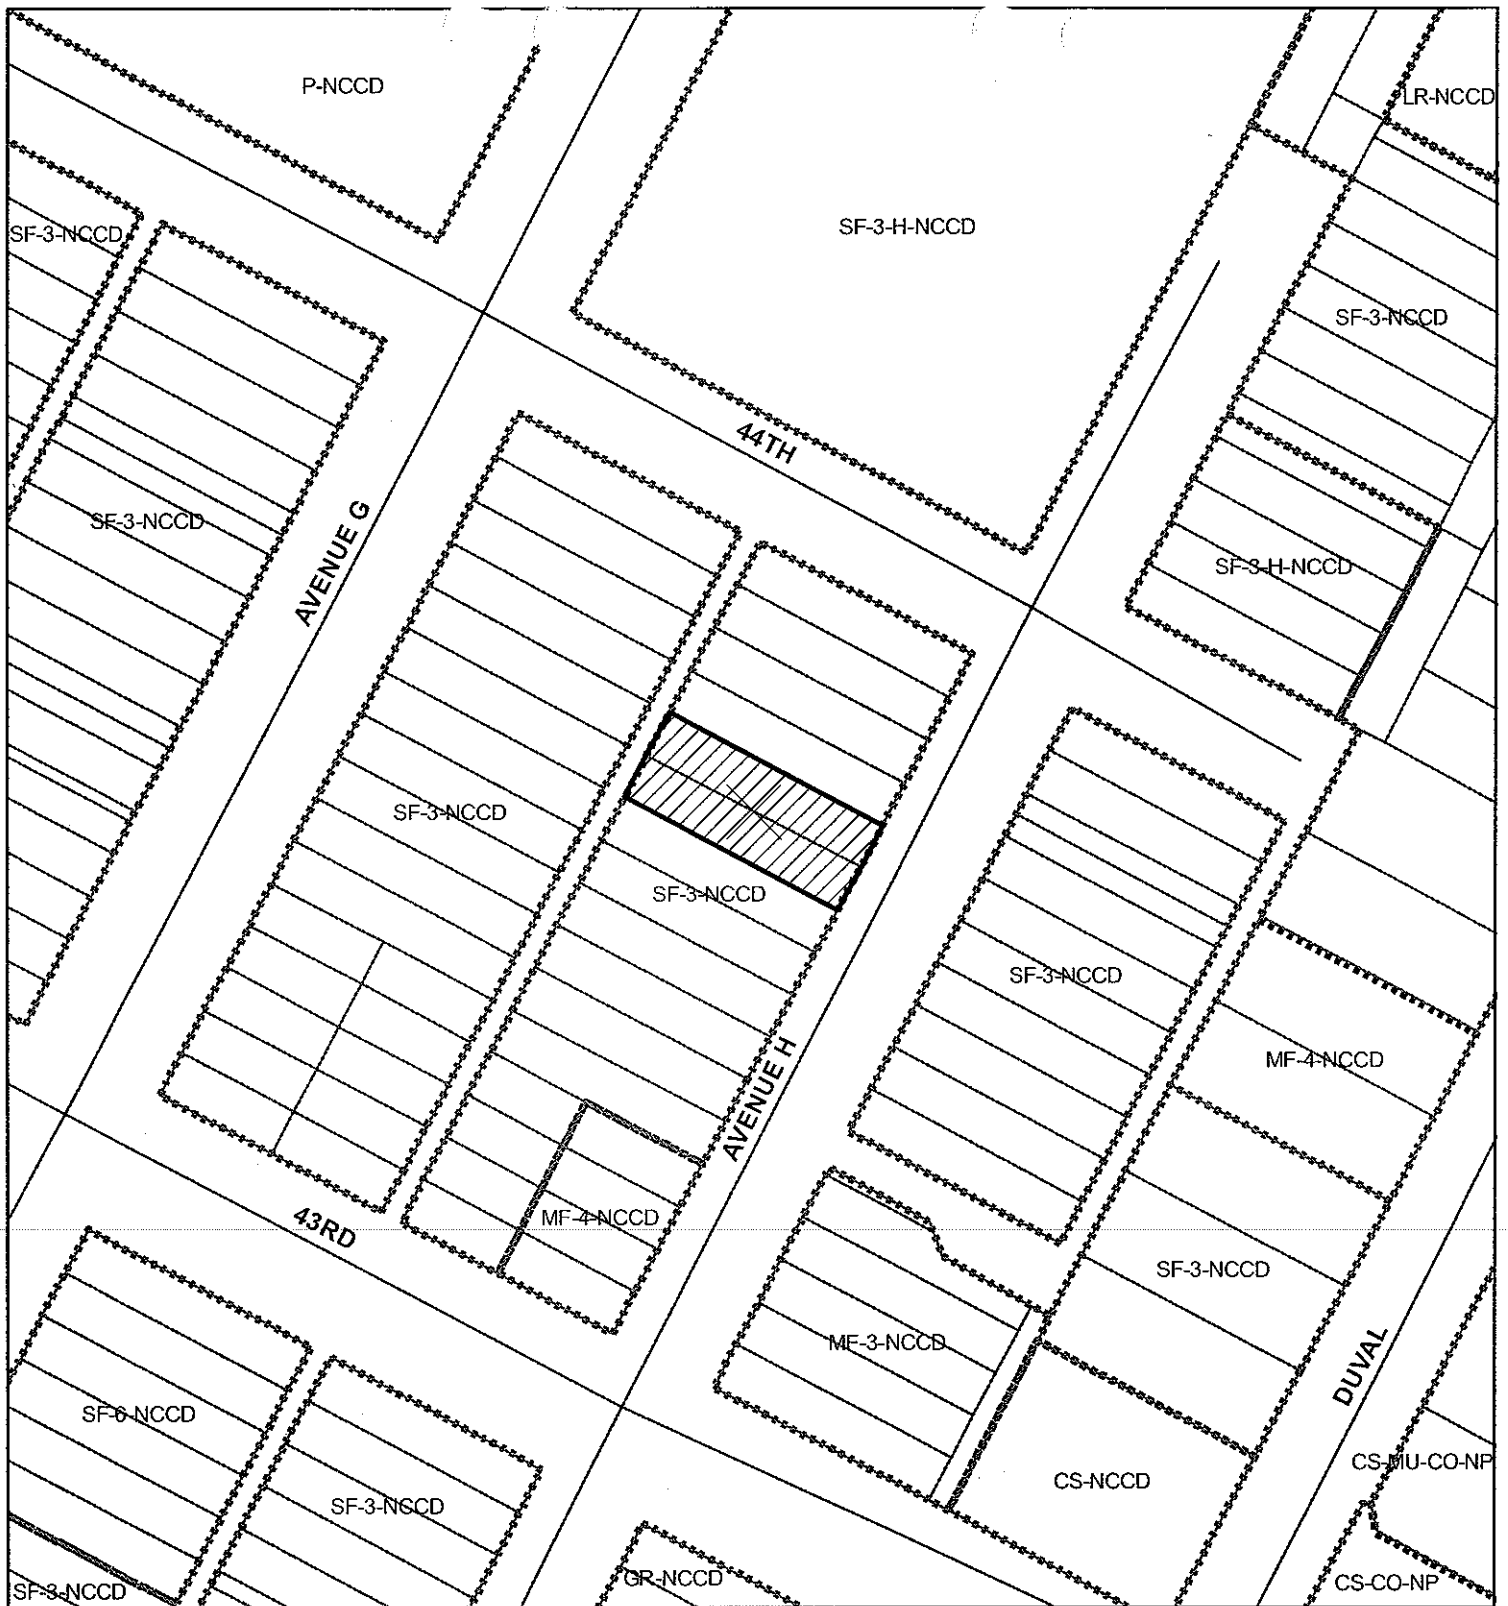 P-NCCD
LR-NCCD
SF-3-NCCD
SF-3-H-NCCD
SF-3-NCCD
44TH
SF-3-NCCD
AVENUE G
SF-3-H-NCCD
SF-3-NCCD
SF-3-NCCD
SF-3-NCCD
MF-4-NCCD
AVENUE H
MF-4-NCCD
43RD
SF-3-NCCD
MF-3-NCCD
DUVAL
SF-6-NCCD
CS-MU-CO-NP
CS-NCCD
SF-3-NCCD
GR-NCCD
CS-CO-NP
SF-3-NCCD